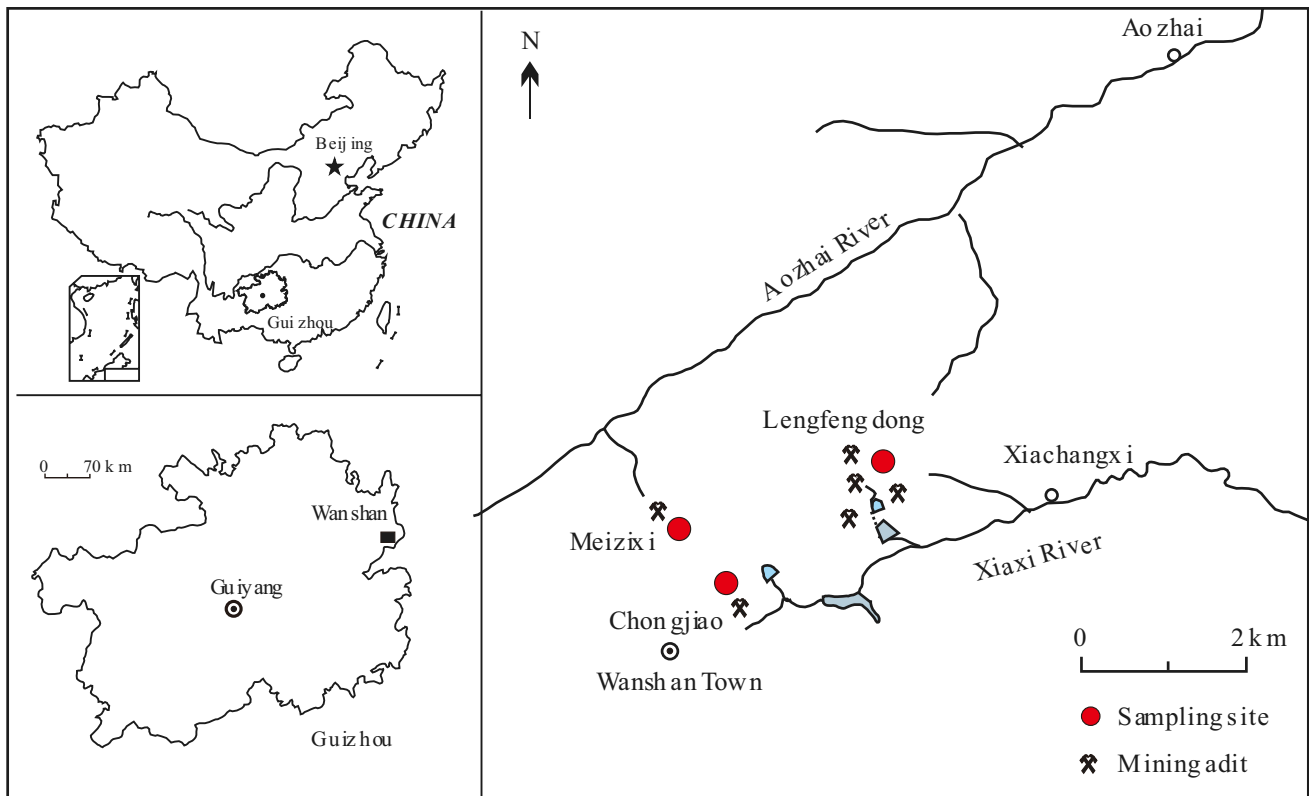 Beijing
CHINA
Guizhou
0 70 km
Wanshan
Guiyang
Guizhou
N
Aozhai
Aozhai River
Lengfengdong
Xiachangxi
Meizixi
Xiaxi River
Chongjiao
Wanshan Town
0 2 km
Sampling site
Mining adit